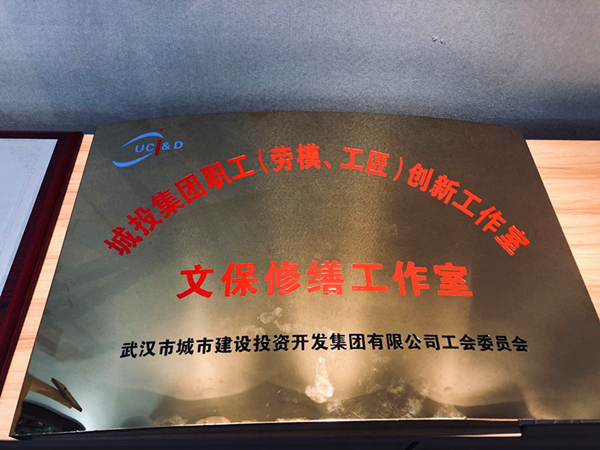 UCI&D
城投集团职工(劳模、工匠)创新工作室
文保修缮工作室
武汉市城市建设投资开发集团有限公司工会委员会